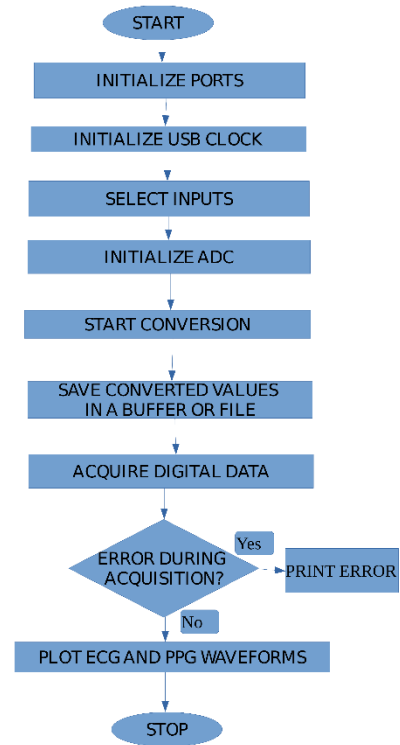 START
INITIALIZE PORTS
INITIALIZE USB CLOCK
SELECT INPUTS
INITIALIZE ADC
START CONVERSION
SAVE CONVERTED VALUES
IN A BUFFER OR FILE
ACQUIRE DIGITAL DATA
ERROR DURING
ACQUISITION?
Yes
PRINT ERROR
No
PLOT ECG AND PPG WAVEFORMS
STOP